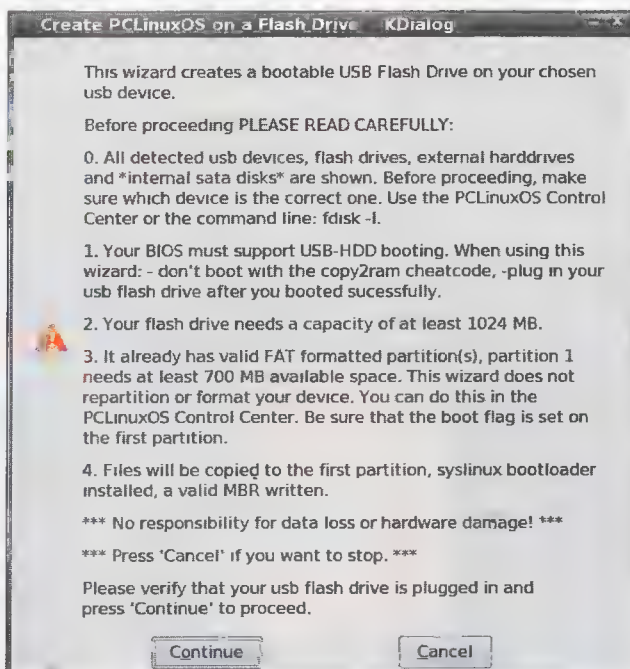 Create PCLinuxOS on a Flash Drive KDialog
This wizard creates a bootable USB Flash Drive on your chosen
usb device.
Before proceeding PLEASE READ CAREFULLY:
0. All detected usb devices, flash drives, external harddrives
and *internal sata disks* are shown. Before proceeding, make
sure which device is the correct one. Use the PCLinuxOS Control
Center or the command line: fdisk -l.
1. Your BIOS must support USB-HDD booting. When using this
wizard: - don't boot with the copy2ram cheatcode, -plug in your
usb flash drive after you booted sucessfully.
2. Your flash drive needs a capacity of at least 1024 MB.
3. It already has valid FAT formatted partition(s), partition 1
needs at least 700 MB available space. This wizard does not
repartition or format your device. You can do this in the
PCLinuxOS Control Center. Be sure that the boot flag is set on
the first partition.
4. Files will be copied to the first partition, syslinux bootloader
installed, a valid MBR written.
*** No responsibility for data loss or hardware damage! ***
*** Press 'Cancel' if you want to stop. ***
Please verify that your usb flash drive is plugged in and
press 'Continue' to proceed.
Continue
Cancel